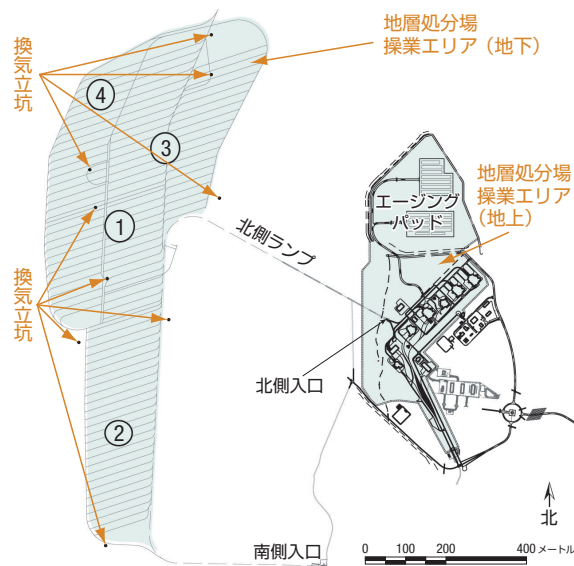 換気立坑
地層処分場
操業エリア（地下）
④
③
①
換気立坑
②
北側ランプ
地層処分場
操業エリア
（地上）
エージング
パッド
北側入口
南側入口
北
0 100 200 400 メートル